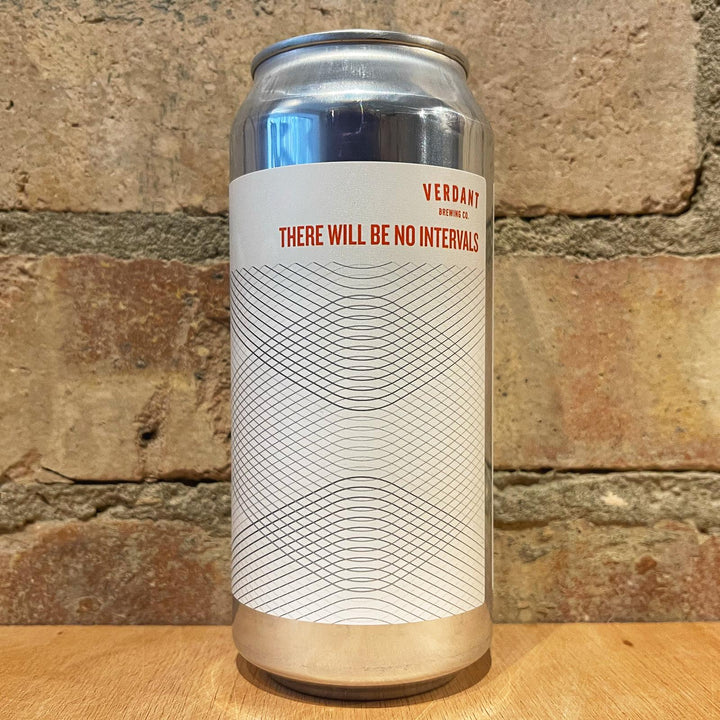 VERDANT
BREWING CO.
THERE WILL BE NO INTERVALS